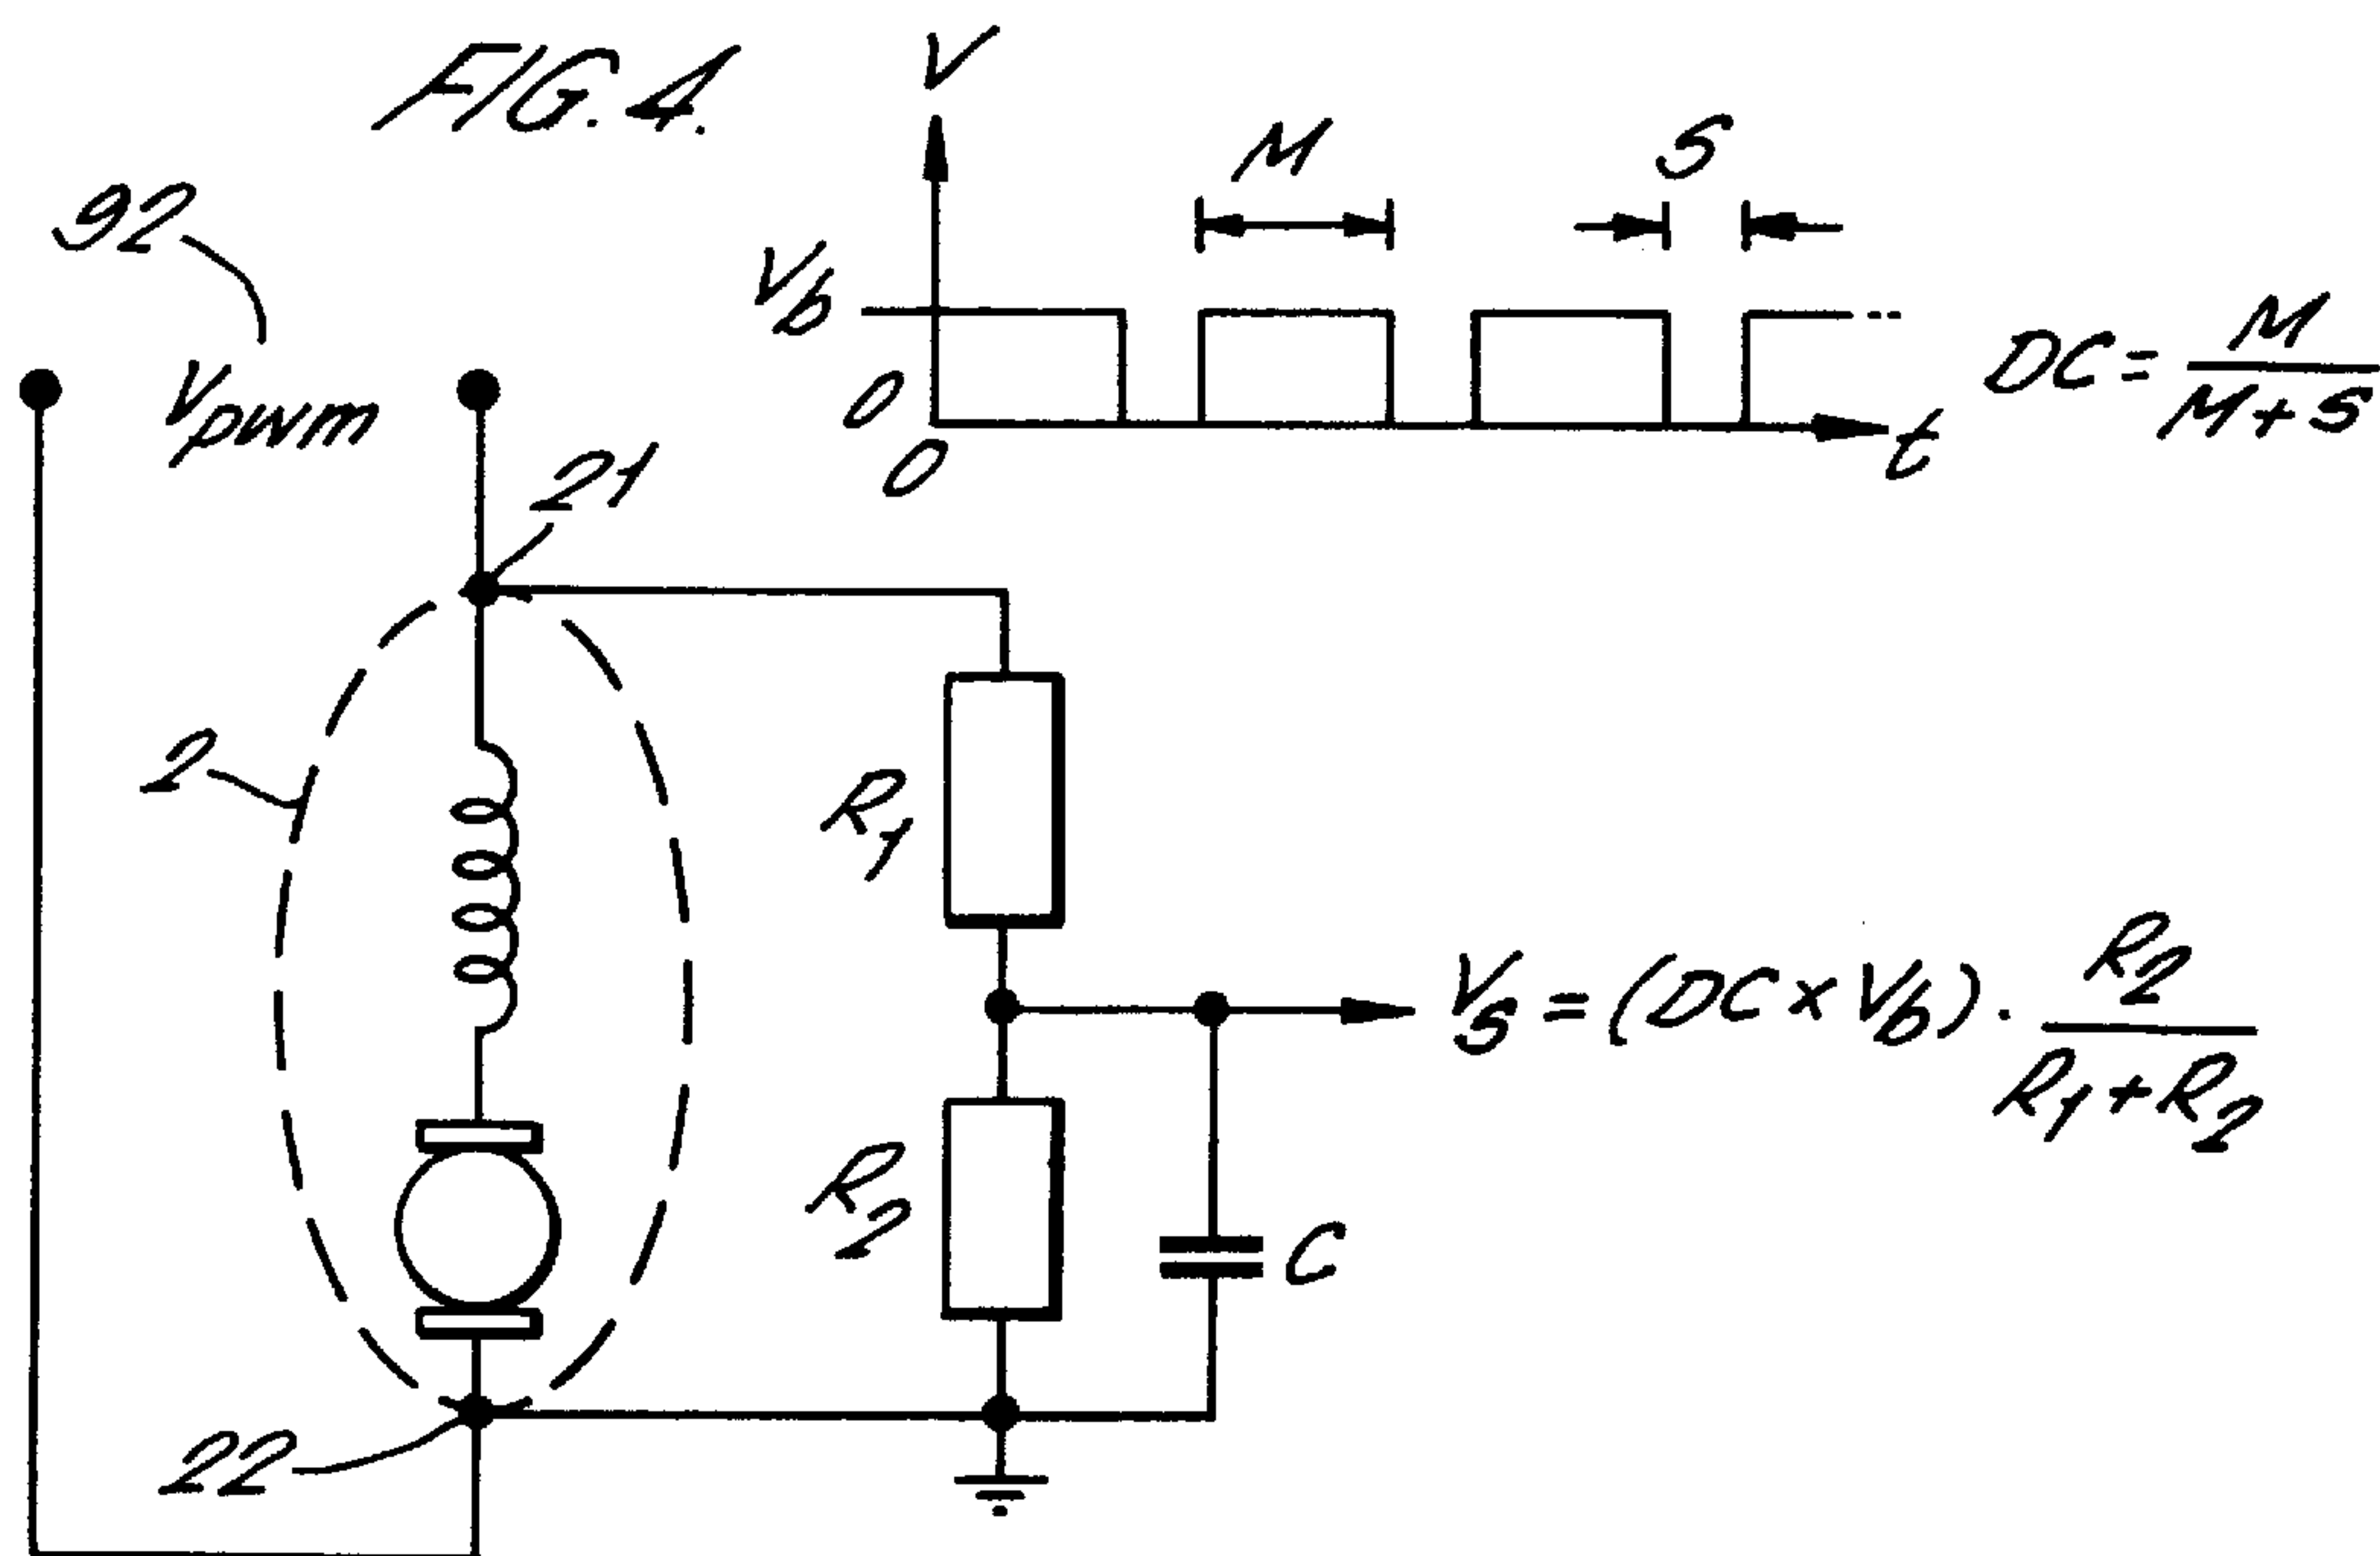 FIG. 4.
V
M
S
92
Vb
DC = M / M + S
Vpwm
0
0
t
21
2
R1
Vs = (DC x Vb) . R2 / R1 + R2
R2
C
22